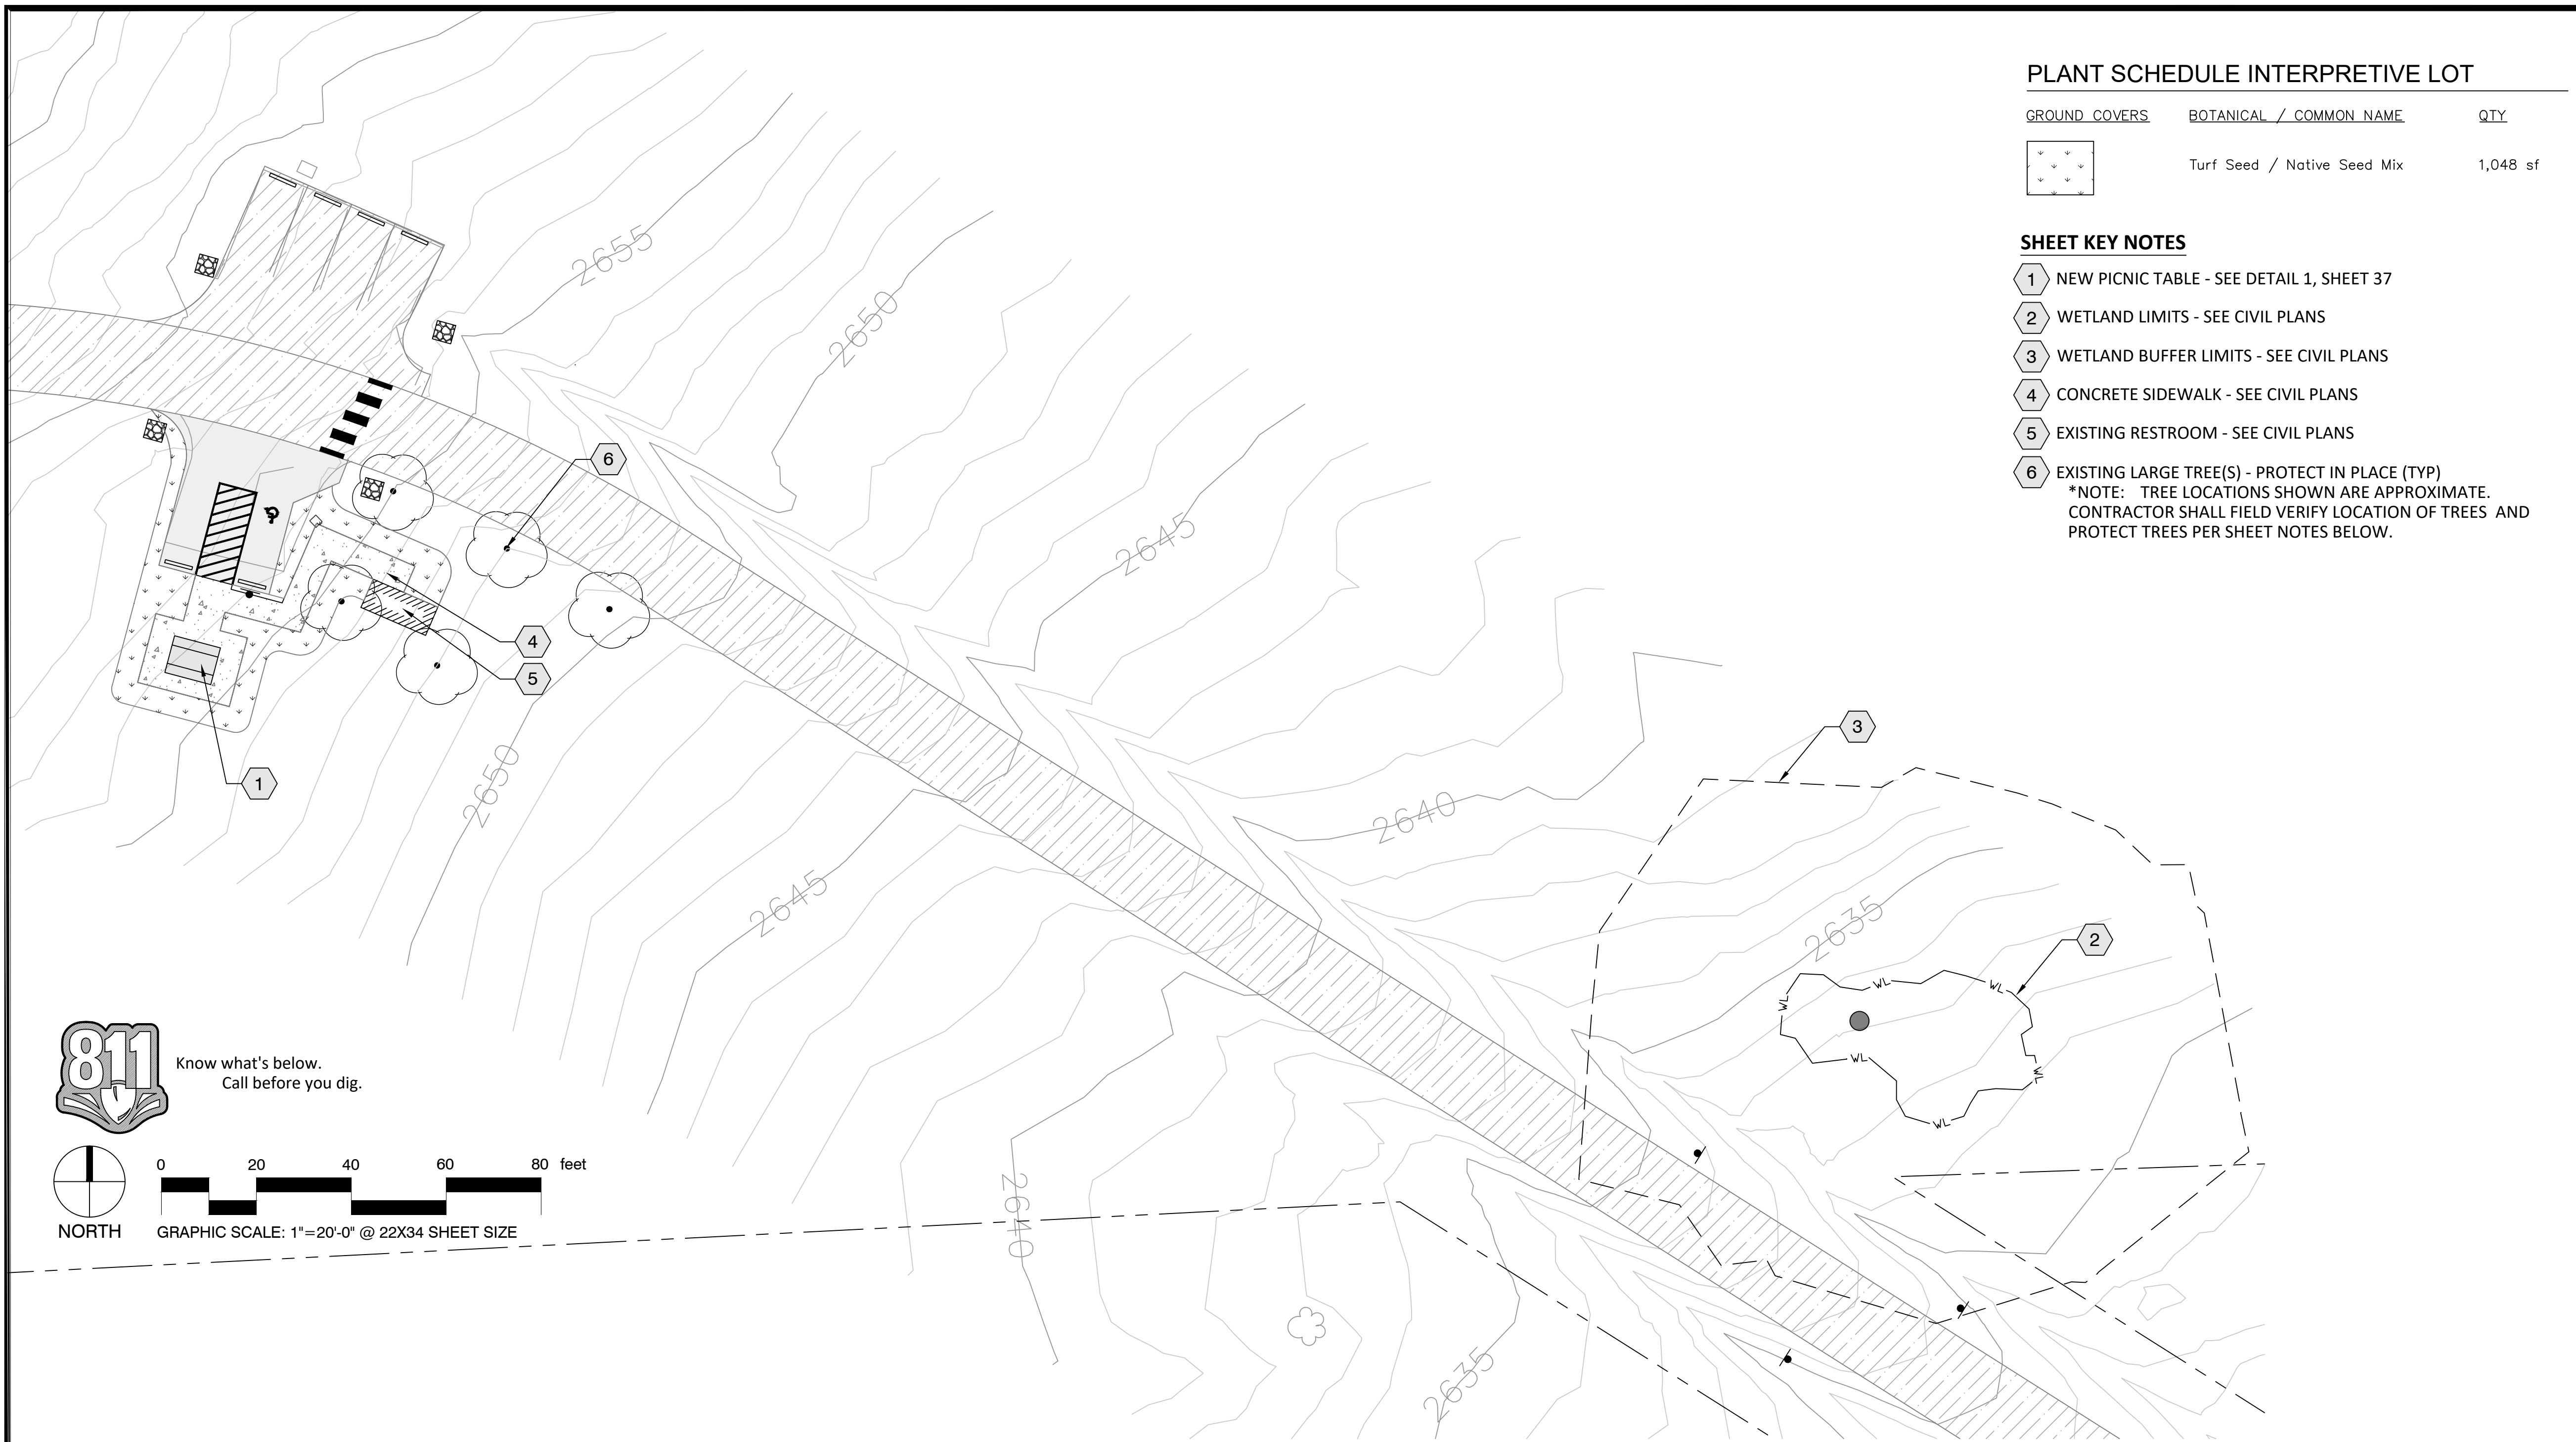 PLANT SCHEDULE INTERPRETIVE LOT
GROUND COVERS BOTANICAL / COMMON NAME QTY
Turf Seed / Native Seed Mix 1,048 sf
SHEET KEY NOTES
1 NEW PICNIC TABLE - SEE DETAIL 1, SHEET 37
2 WETLAND LIMITS - SEE CIVIL PLANS
3 WETLAND BUFFER LIMITS - SEE CIVIL PLANS
4 CONCRETE SIDEWALK - SEE CIVIL PLANS
5 EXISTING RESTROOM - SEE CIVIL PLANS
6 EXISTING LARGE TREE(S) - PROTECT IN PLACE (TYP)
*NOTE: TREE LOCATIONS SHOWN ARE APPROXIMATE.
CONTRACTOR SHALL FIELD VERIFY LOCATION OF TREES AND
PROTECT TREES PER SHEET NOTES BELOW.
2655
2650
6
2645
4
5
3
1
2650
2640
2645
2635
2
WL
WL
WL
WL
WL
WL
811
Know what's below.
Call before you dig.
0 20 40 60 80 feet
NORTH
GRAPHIC SCALE: 1"=20'-0" @ 22X34 SHEET SIZE
2640
2635